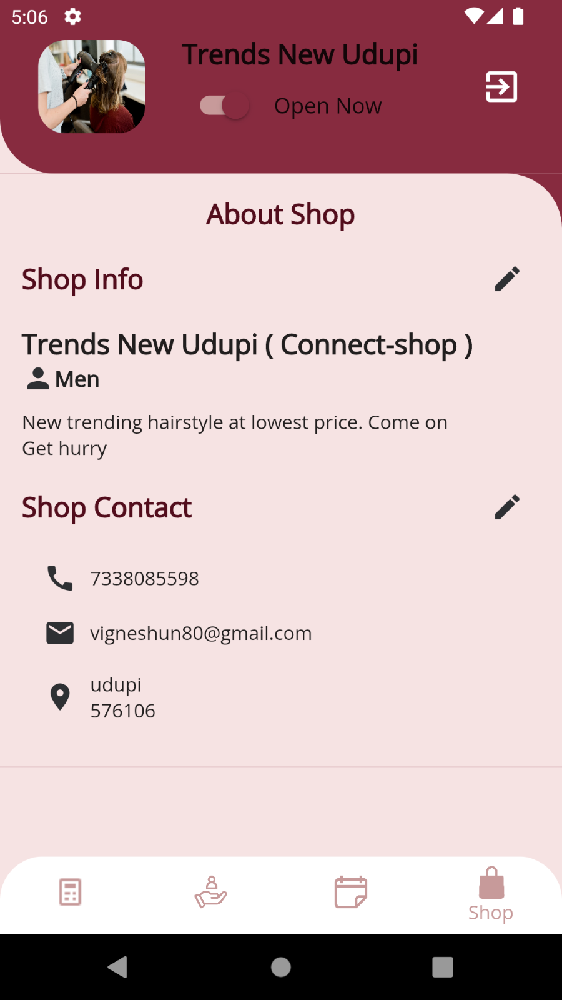 5:06
Trends New Udupi
Open Now
About Shop
Shop Info
Trends New Udupi ( Connect-shop )
Men
New trending hairstyle at lowest price. Come on
Get hurry
Shop Contact
7338085598
vigneshun80@gmail.com
udupi
576106
Shop